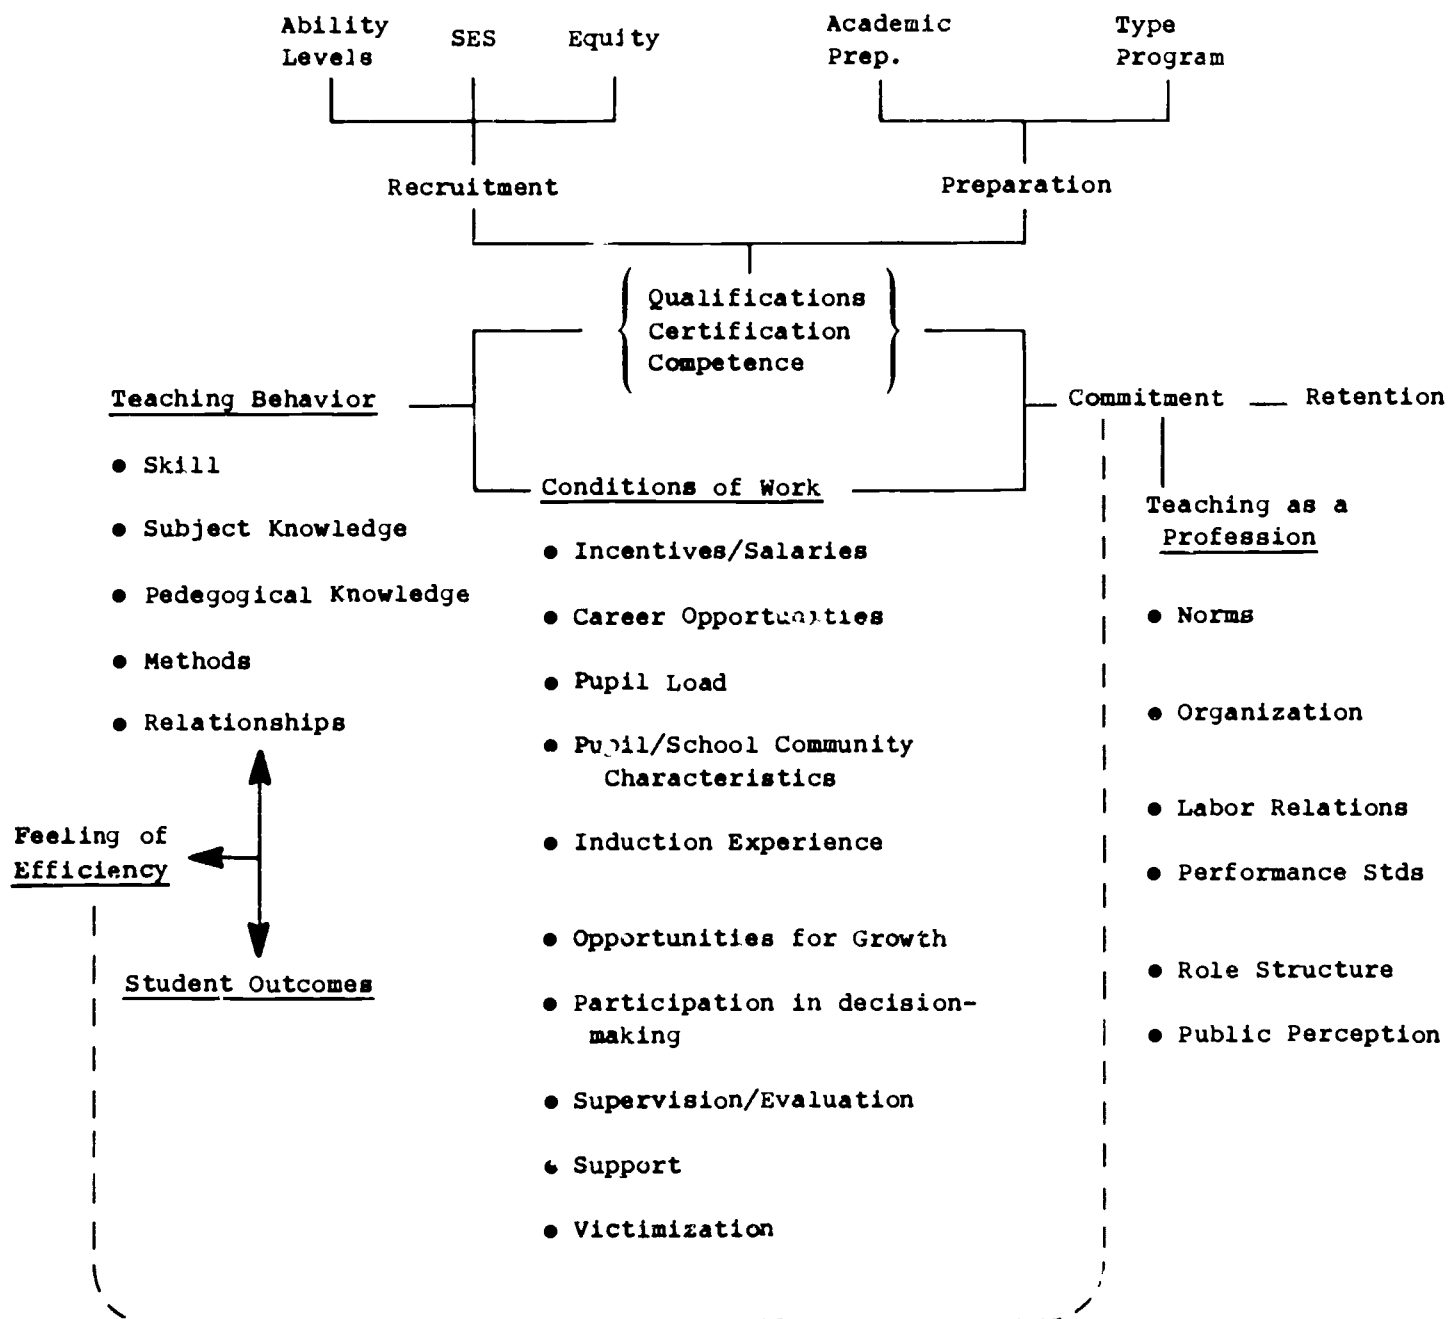 Ability
Levels
SES
Equity
Academic
Prep.
Type
Program
Recruitment
Preparation
Qualifications
Certification
Competence
Teaching Behavior
Commitment
Retention
● Skill
● Subject Knowledge
● Pedegogical Knowledge
● Methods
● Relationships
Feeling of
Efficiency
Student Outcomes
Conditions of Work
● Incentives/Salaries
● Career Opportunities
● Pupil Load
● Pupil/School Community
Characteristics
● Induction Experience
● Opportunities for Growth
● Participation in decision-
making
● Supervision/Evaluation
● Support
● Victimization
Teaching as a
Profession
● Norms
● Organization
● Labor Relations
● Performance Stds
● Role Structure
● Public Perception